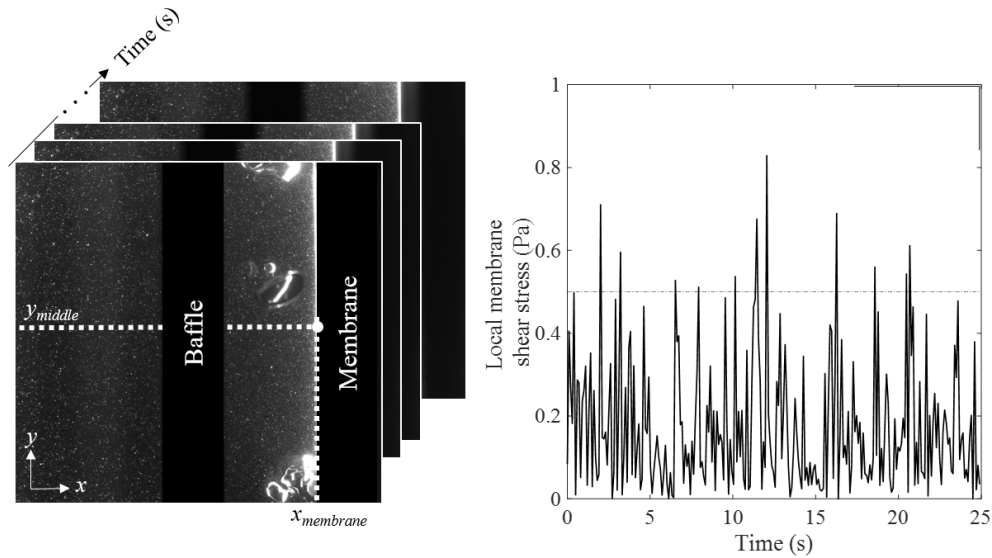 Time (s)
y_middle
Baffle
Membrane
y
x
x_membrane
Local membrane
shear stress (Pa)
1
0.8
0.6
0.4
0.2
0
0 5 10 15 20 25
Time (s)